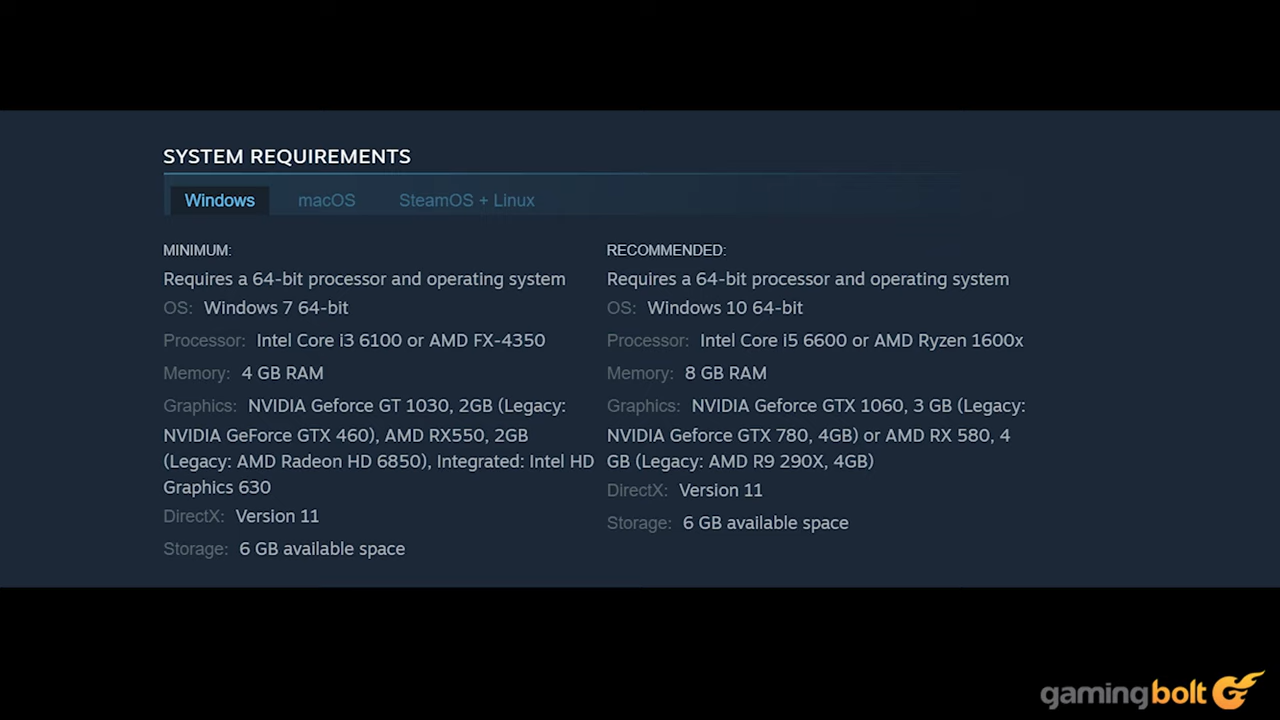 SYSTEM REQUIREMENTS
Windows macOS SteamOS + Linux
MINIMUM:
Requires a 64-bit processor and operating system
OS: Windows 7 64-bit
Processor: Intel Core i3 6100 or AMD FX-4350
Memory: 4 GB RAM
Graphics: NVIDIA Geforce GT 1030, 2GB (Legacy:
NVIDIA GeForce GTX 460), AMD RX550, 2GB
(Legacy: AMD Radeon HD 6850), Integrated: Intel HD
Graphics 630
DirectX: Version 11
Storage: 6 GB available space
RECOMMENDED:
Requires a 64-bit processor and operating system
OS: Windows 10 64-bit
Processor: Intel Core i5 6600 or AMD Ryzen 1600x
Memory: 8 GB RAM
Graphics: NVIDIA Geforce GTX 1060, 3 GB (Legacy:
NVIDIA Geforce GTX 780, 4GB) or AMD RX 580, 4
GB (Legacy: AMD R9 290X, 4GB)
DirectX: Version 11
Storage: 6 GB available space
gamingbolt